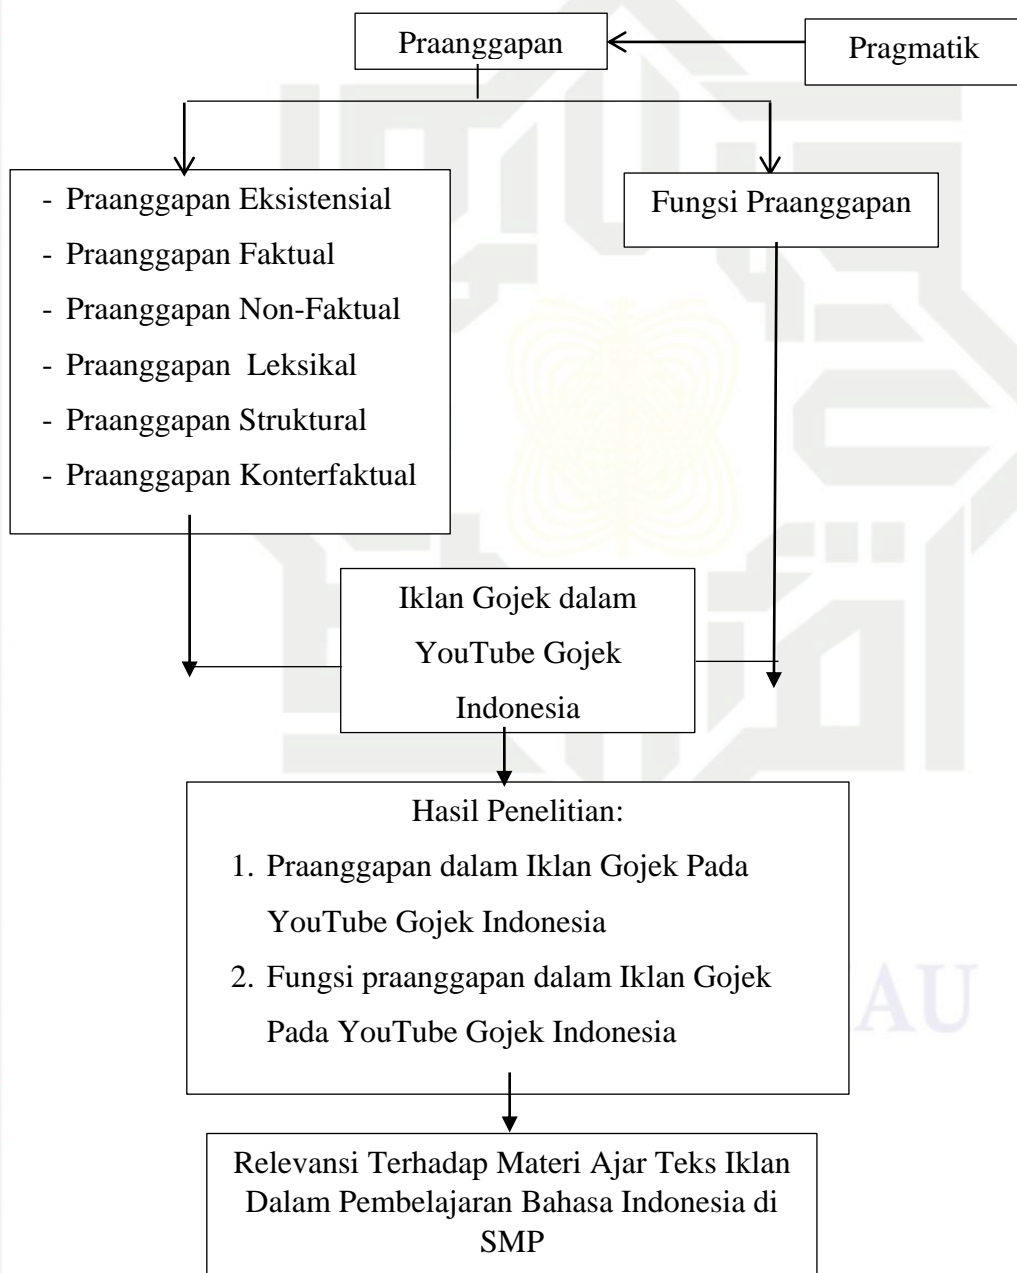 Praanggapan
Pragmatik
- Praanggapan Eksistensial
- Praanggapan Faktual
- Praanggapan Non-Faktual
- Praanggapan Leksikal
- Praanggapan Struktural
- Praanggapan Konterfaktual
Fungsi Praanggapan
Iklan Gojek dalam
YouTube Gojek
Indonesia
Hasil Penelitian:
1. Praanggapan dalam Iklan Gojek Pada
YouTube Gojek Indonesia
2. Fungsi praanggapan dalam Iklan Gojek
Pada YouTube Gojek Indonesia
AU
Relevansi Terhadap Materi Ajar Teks Iklan
Dalam Pembelajaran Bahasa Indonesia di
SMP